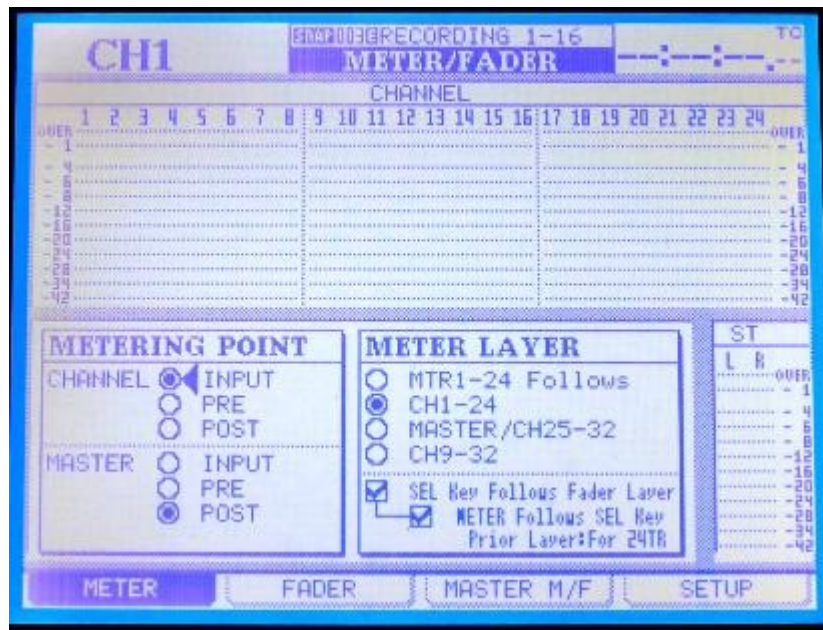 CH1
SNAP003 RECORDING 1-16
METER/FADER
TC
--:--:--.--
CHANNEL
1 2 3 4 5 6 7 8 9 10 11 12 13 14 15 16 17 18 19 20 21 22 23 24
OVER OVER
- 1 - 1
- 4 - 4
- 6 - 6
- 8 - 8
-12 -12
-16 -16
-20 -20
-24 -24
-28 -28
-34 -34
-42 -42
METERING POINT
CHANNEL INPUT
PRE
POST
MASTER INPUT
PRE
POST
METER LAYER
MTR1-24 Follows
CH1-24
MASTER/CH25-32
CH9-32
SEL Key Follows Fader Layer
METER Follows SEL Key
Prior Layer:For 24TR
ST
L R
OVER
- 1
- 4
- 6
- 8
-12
-16
-20
-24
-28
-34
-42
METER FADER MASTER M/F SETUP